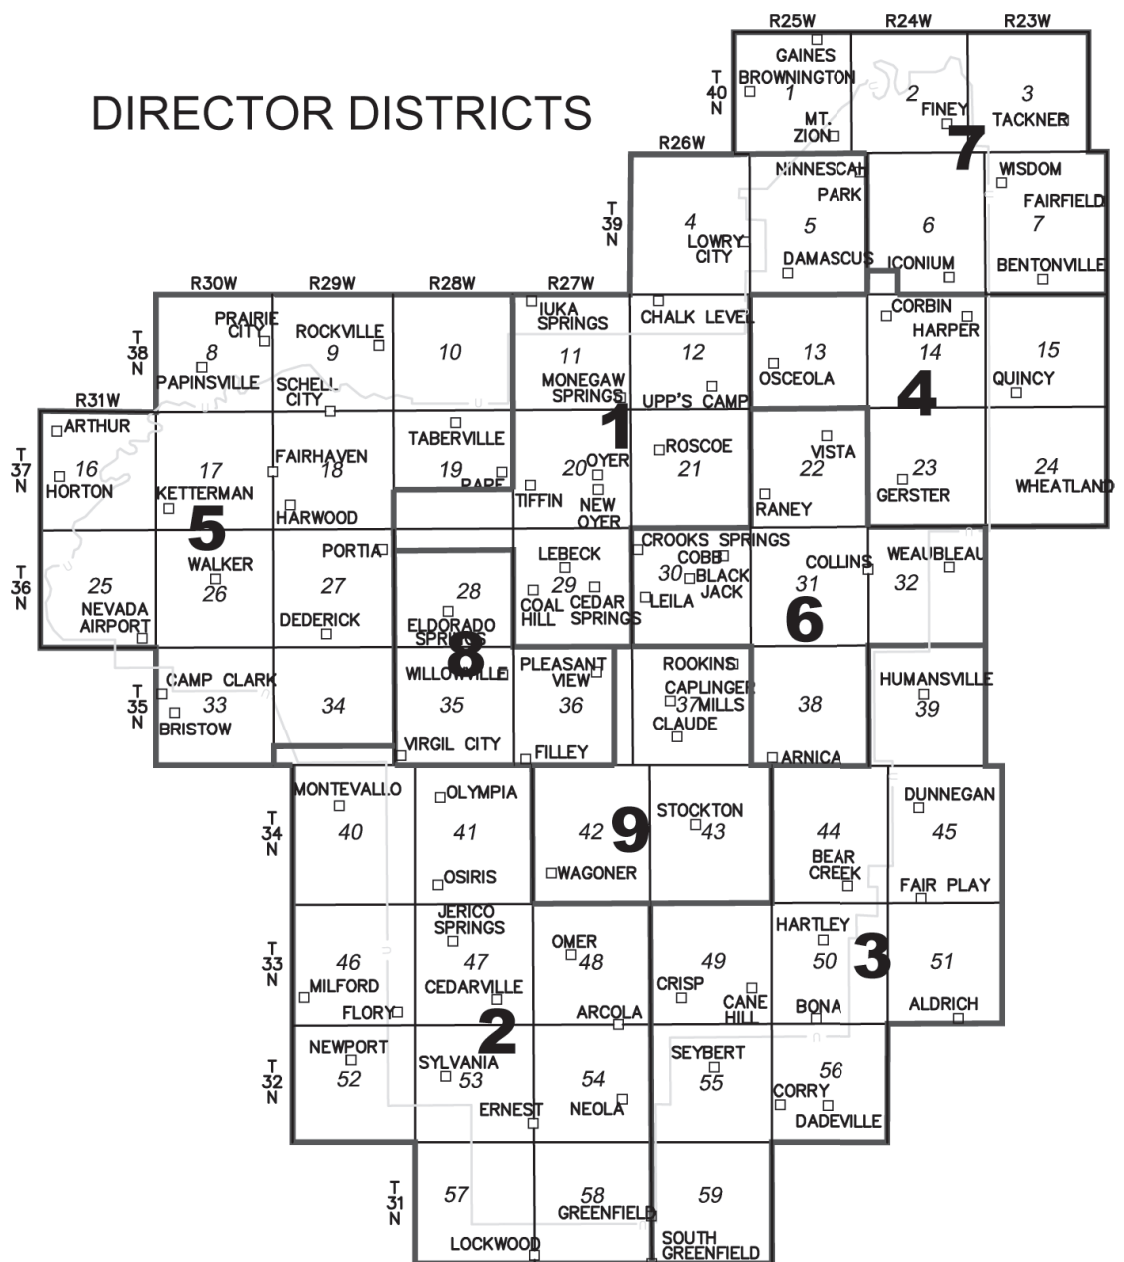 DIRECTOR DISTRICTS
R25W R24W R23W
T
40
N
GAINES
BROWNINGTON
1
MT.
ZION
2
FINEY
3
TACKNER
7
R26W
T
39
N
4
LOWRY
CITY
NINNESCAH
PARK
5
DAMASCUS
6
ICONIUM
WISDOM
FAIRFIELD
7
BENTONVILLE
R30W R29W R28W R27W
T
38
N
PRAIRIE
CITY
8
PAPINSVILLE
ROCKVILLE
9
SCHELL
CITY
10
IUKA
SPRINGS
11
MONEGAW
SPRINGS
CHALK LEVEL
12
UPP'S CAMP
13
OSCEOLA
CORBIN
HARPER
14
15
QUINCY
4
1
R31W
T
37
N
ARTHUR
16
HORTON
17
KETTERMAN
FAIRHAVEN
18
HARWOOD
TABERVILLE
19
RAPE
20
OYER
TIFFIN
NEW
OYER
ROSCOE
21
VISTA
22
RANEY
23
GERSTER
24
WHEATLAND
5
T
36
N
25
NEVADA
AIRPORT
WALKER
26
PORTIA
27
DEDERICK
28
ELDORADO
SPRINGS
LEBECK
29
COAL
HILL
CEDAR
SPRINGS
CROOKS SPRINGS
COBB
30
BLACK
JACK
LEILA
COLLINS
31
WEAUBLEAU
32
6
8
T
35
N
CAMP CLARK
33
BRISTOW
34
WILLOWVILLE
35
VIRGIL CITY
PLEASANT
VIEW
36
FILLEY
ROOKINS
CAPLINGER
37 MILLS
CLAUDE
38
ARNICA
HUMANSVILLE
39
T
34
N
MONTEVALLO
40
OLYMPIA
41
OSIRIS
42
WAGONER
9
STOCKTON
43
44
BEAR
CREEK
DUNNEGAN
45
FAIR PLAY
T
33
N
46
MILFORD
FLORY
JERICO
SPRINGS
47
CEDARVILLE
OMER
48
ARCOLA
49
CRISP
CANE
HILL
HARTLEY
50
BONA
3
51
ALDRICH
2
T
32
N
NEWPORT
52
SYLVANIA
53
ERNEST
54
NEOLA
SEYBERT
55
56
CORRY
DADEVILLE
T
31
N
57
LOCKWOOD
58
GREENFIELD
59
SOUTH
GREENFIELD